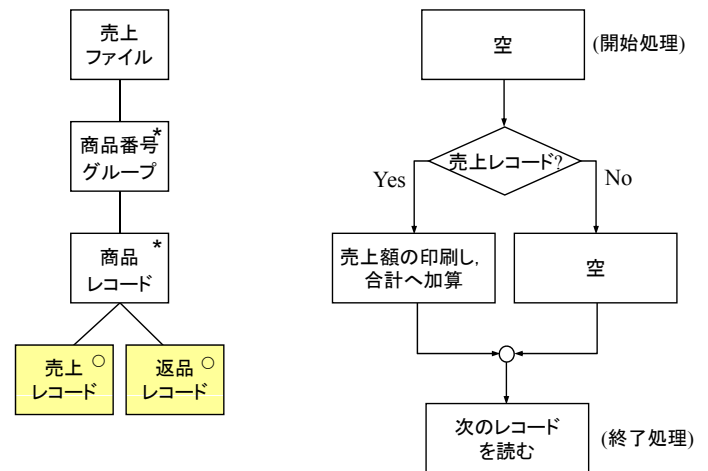 売上
ファイル
商品番号*
グループ
商品*
レコード
売上○
レコード
返品○
レコード
空
(開始処理)
売上レコード?
Yes
No
売上額の印刷し,
合計へ加算
空
次のレコード
を読む
(終了処理)